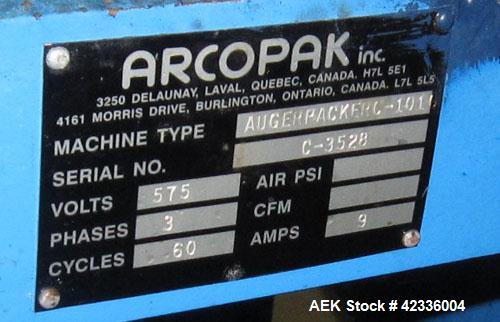 ARCOPAK inc.
3250 DELAUNAY, LAVAL, QUEBEC, CANADA. H7L 5E1
4161 MORRIS DRIVE, BURLINGTON, ONTARIO, CANADA. L7L 5L5
MACHINE TYPE AUGERPACKERC-101
SERIAL NO. C-3528
VOLTS 575 AIR PSI
PHASES 3 CFM
CYCLES 60 AMPS 9
AEK Stock # 42336004